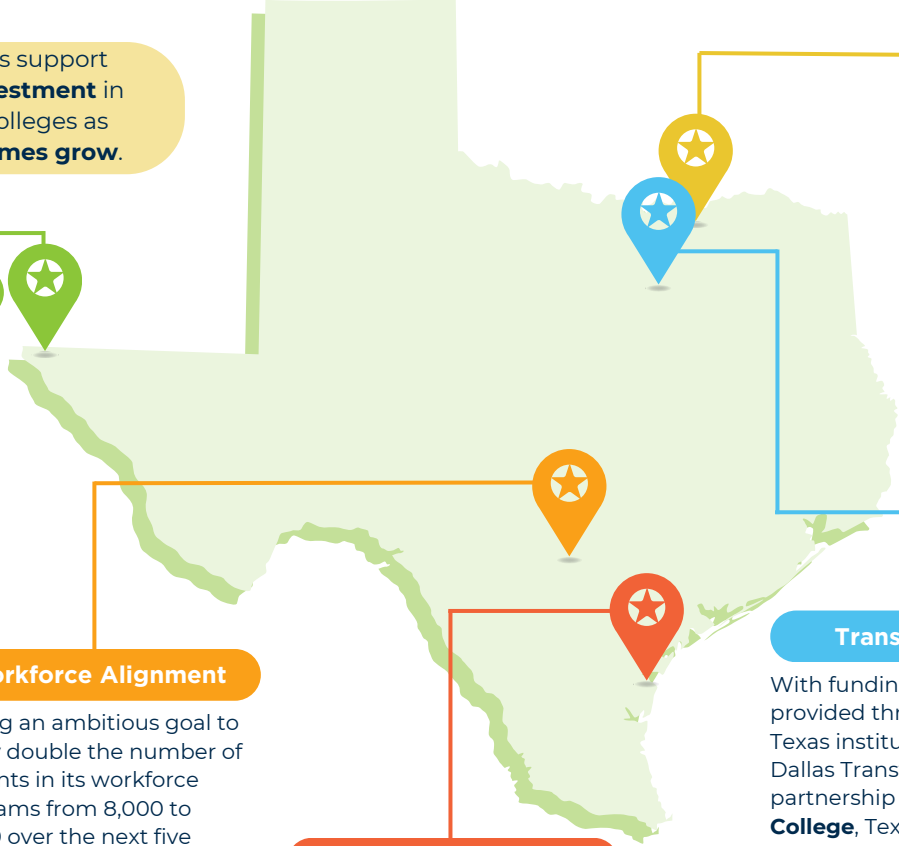 s support
estment in
olleges as
mes grow.
orkforce Alignment
g an ambitious goal to
double the number of
nts in its workforce
ams from 8,000 to
over the next five
Trans
With fundin
provided thr
Texas institu
Dallas Trans
partnership
College, Tex